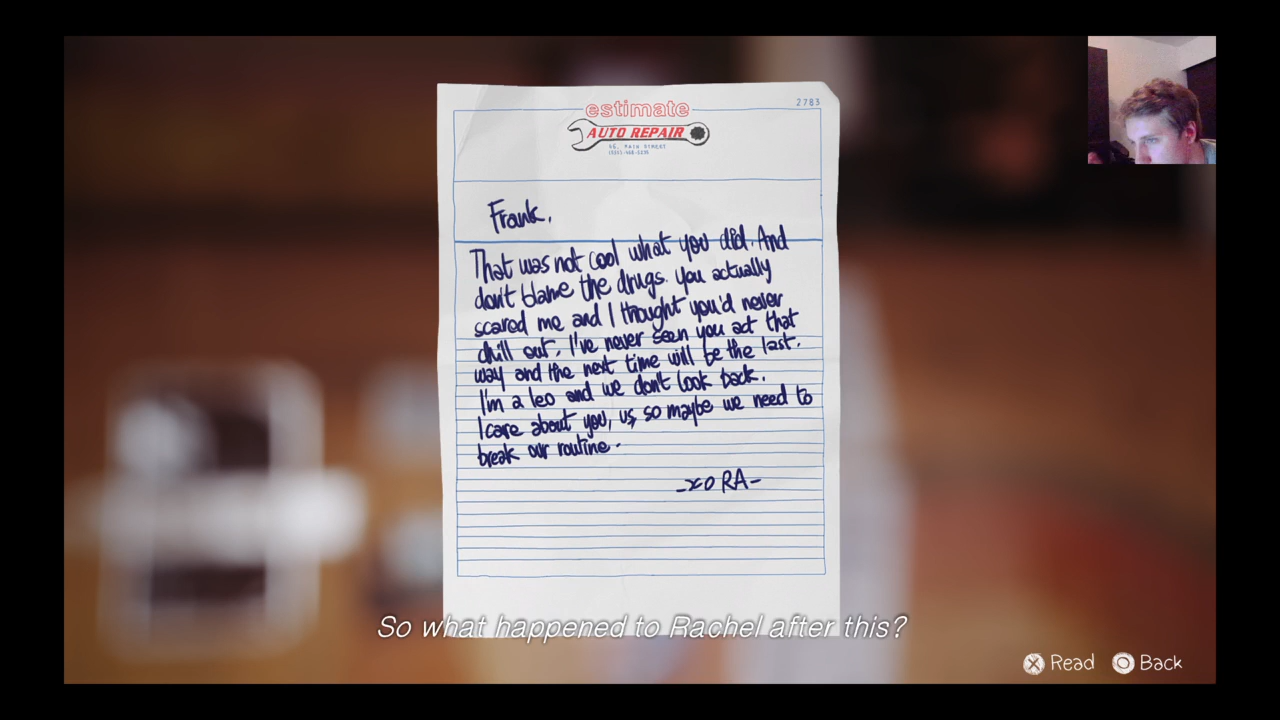 estimate
2783
AUTO REPAIR
56, MAIN STREET
Frank,
That was not cool what you did. And
don't blame the drugs. You actually
scared me and I thought you'd never
chill out. I've never seen you act that
way and the next time will be the last.
I'm a leo and we don't look back.
I care about you, us, so maybe we need to
break our routine.
-xo RA-
So what happened to Rachel after this?
Read
Back